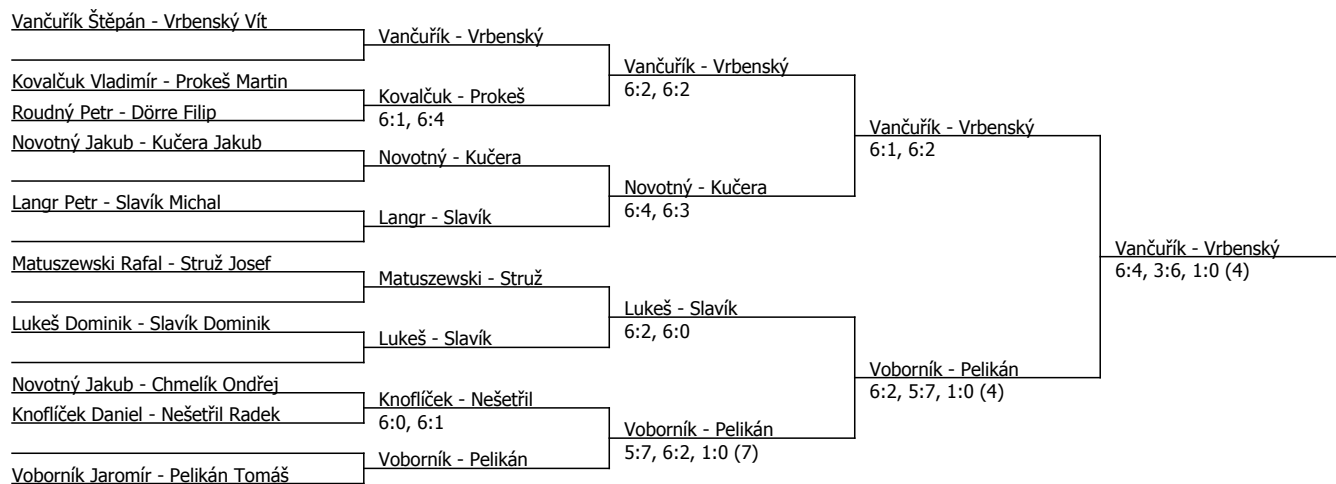 Vančuřík Štěpán - Vrbenský Vít
Kovalčuk Vladimír - Prokeš Martin
Roudný Petr - Dörre Filip
Novotný Jakub - Kučera Jakub
Langr Petr - Slavík Michal
Matuszewski Rafal - Struž Josef
Lukeš Dominik - Slavík Dominik
Novotný Jakub - Chmelík Ondřej
Knoflíček Daniel - Nešetřil Radek
Voborník Jaromír - Pelikán Tomáš
Vančuřík - Vrbenský
Kovalčuk - Prokeš
6:1, 6:4
Novotný - Kučera
Langr - Slavík
Matuszewski - Struž
Lukeš - Slavík
Knoflíček - Nešetřil
6:0, 6:1
Voborník - Pelikán
Vančuřík - Vrbenský
6:2, 6:2
Novotný - Kučera
6:4, 6:3
Lukeš - Slavík
6:2, 6:0
Voborník - Pelikán
5:7, 6:2, 1:0 (7)
Vančuřík - Vrbenský
6:1, 6:2
Voborník - Pelikán
6:2, 5:7, 1:0 (4)
Vančuřík - Vrbenský
6:4, 3:6, 1:0 (4)